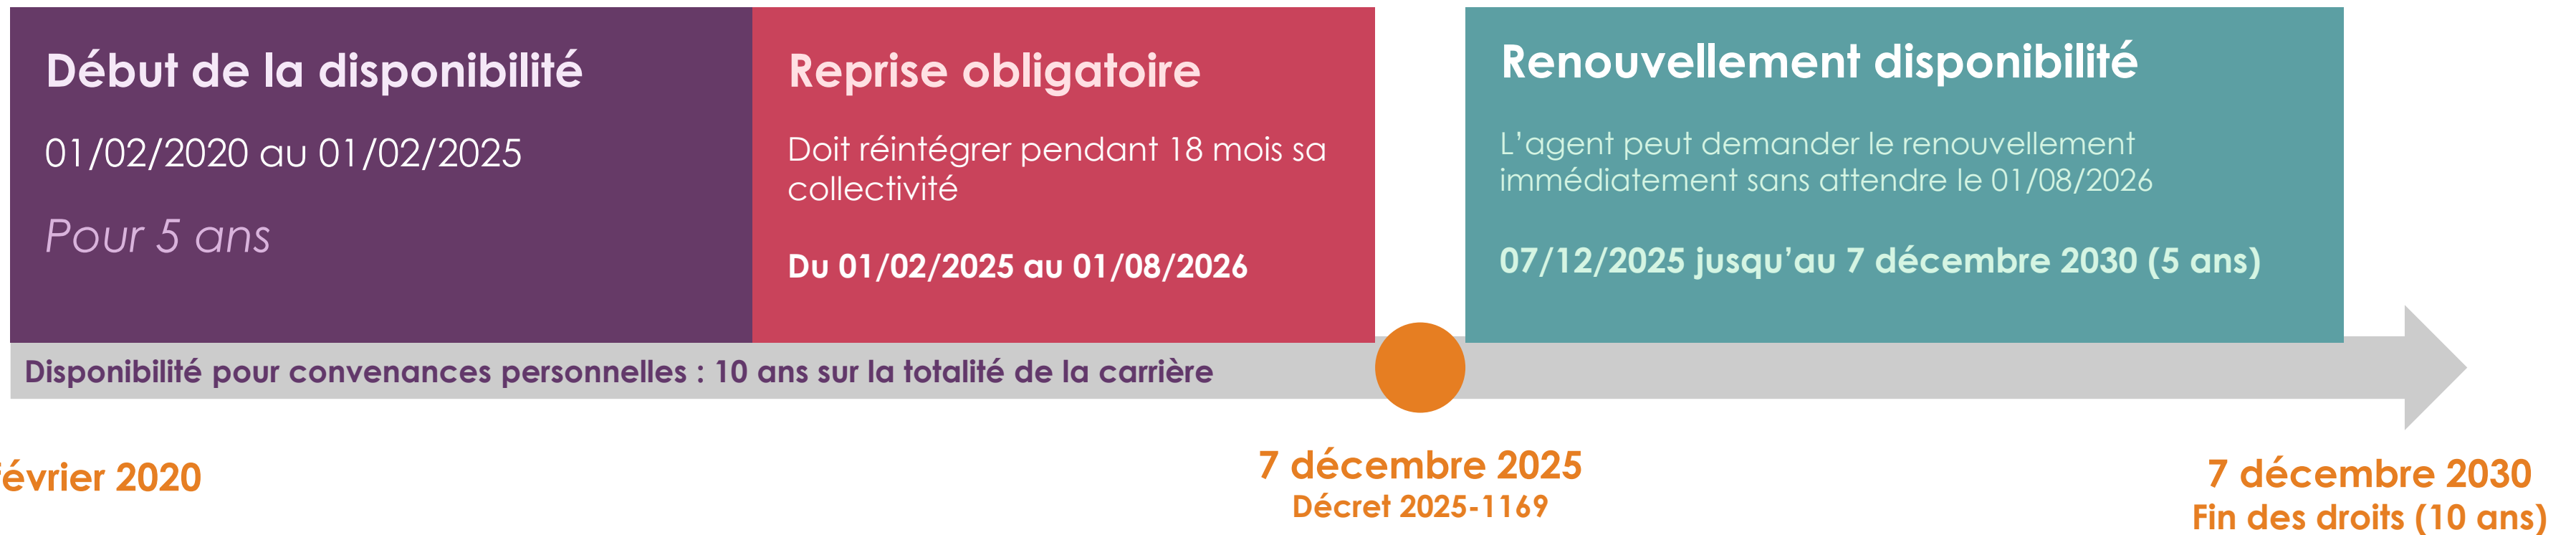 Début de la disponibilité
01/02/2020 au 01/02/2025
Pour 5 ans
Reprise obligatoire
Doit réintégrer pendant 18 mois sa
collectivité
Du 01/02/2025 au 01/08/2026
Renouvellement disponibilité
L’agent peut demander le renouvellement
immédiatement sans attendre le 01/08/2026
07/12/2025 jusqu’au 7 décembre 2030 (5 ans)
Disponibilité pour convenances personnelles : 10 ans sur la totalité de la carrière
évrier 2020
7 décembre 2025
Décret 2025-1169
7 décembre 2030
Fin des droits (10 ans)